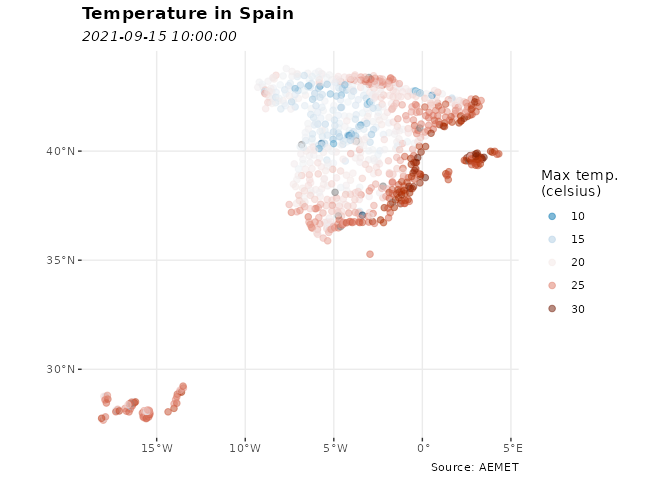 Temperature in Spain
2021-09-15 10:00:00
40°N
35°N
30°N
15°W
10°W
5°W
0°
5°E
Max temp.
(celsius)
10
15
20
25
30
Source: AEMET